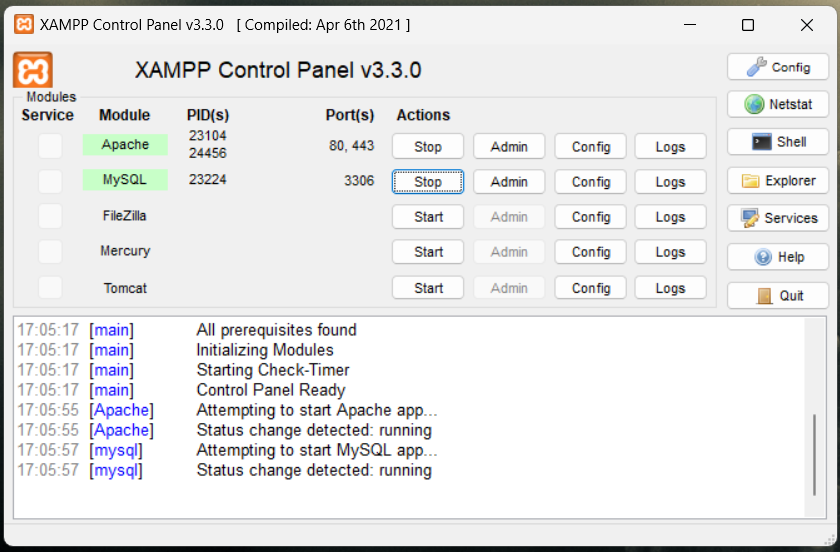 XAMPP Control Panel v3.3.0 [ Compiled: Apr 6th 2021 ]
XAMPP Control Panel v3.3.0
Modules
Service Module PID(s) Port(s) Actions
Apache 23104 24456 80, 443 Stop Admin Config Logs
MySQL 23224 3306 Stop Admin Config Logs
FileZilla Start Admin Config Logs
Mercury Start Admin Config Logs
Tomcat Start Admin Config Logs
Config
Netstat
Shell
Explorer
Services
Help
Quit
17:05:17 [main] All prerequisites found
17:05:17 [main] Initializing Modules
17:05:17 [main] Starting Check-Timer
17:05:17 [main] Control Panel Ready
17:05:55 [Apache] Attempting to start Apache app...
17:05:55 [Apache] Status change detected: running
17:05:57 [mysql] Attempting to start MySQL app...
17:05:57 [mysql] Status change detected: running